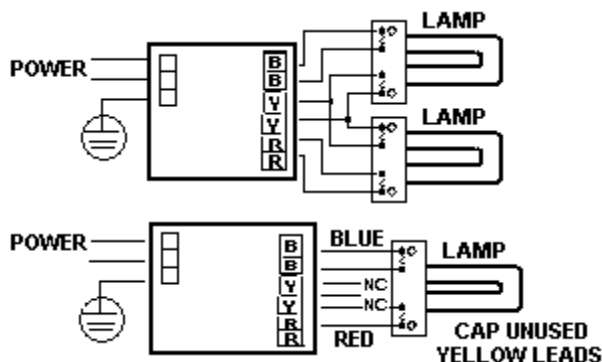 LAMP
POWER
B
B
Y
Y
R
R
LAMP
POWER
B
B
Y
Y
R
R
BLUE
NC
NC
RED
LAMP
CAP UNUSED
YELLOW LEADS